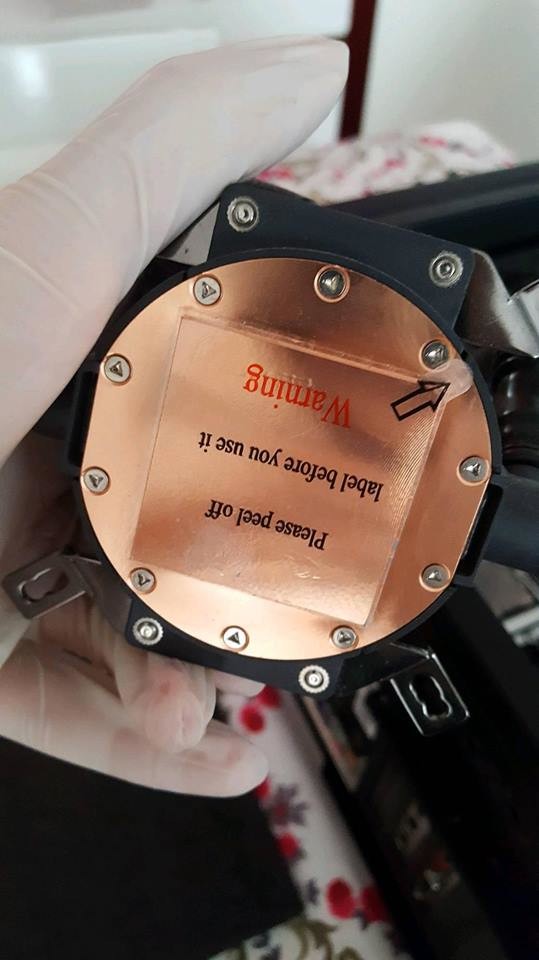 Please peel off
label before you use it
Warning